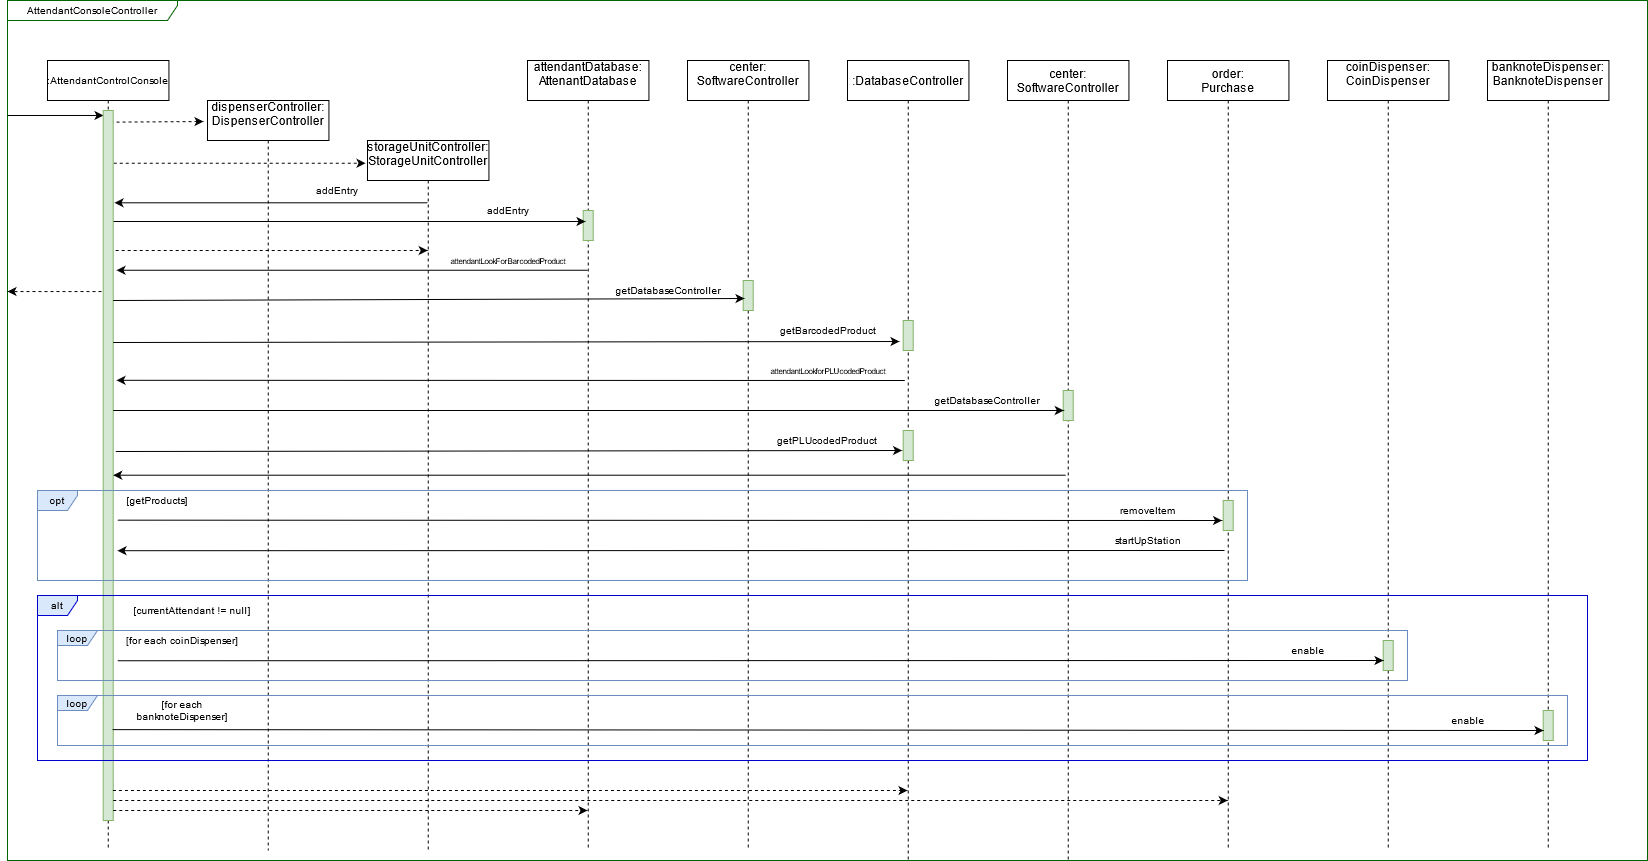 AttendantConsoleController
:AttendantControlConsole
dispenserController:
DispenserController
storageUnitController:
StorageUnitController
attendantDatabase:
AttenantDatabase
center:
SoftwareController
:DatabaseController
center:
SoftwareController
order:
Purchase
coinDispenser:
CoinDispenser
banknoteDispenser:
BanknoteDispenser
addEntry
addEntry
attendantLookForBarcodedProduct
getDatabaseController
getBarcodedProduct
attendantLookforPLUcodedProduct
getDatabaseController
getPLUcodedProduct
opt
[getProducts]
removeItem
startUpStation
alt
[currentAttendant != null]
loop
[for each coinDispenser]
enable
loop
[for each
banknoteDispenser]
enable